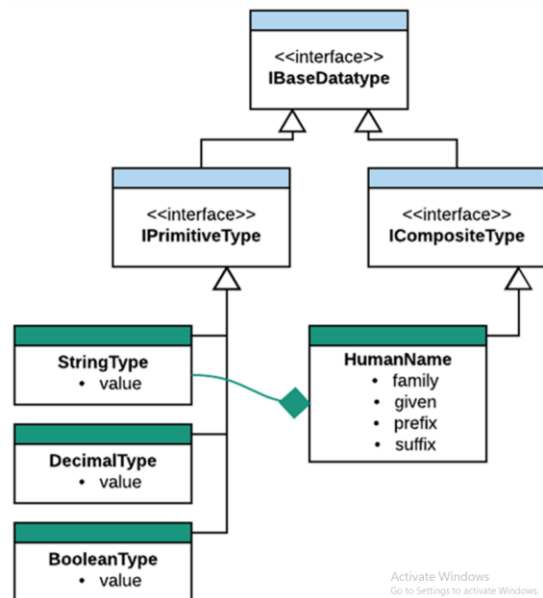 <<interface>>
IBaseDatatype
<<interface>>
IPrimitiveType
<<interface>>
ICompositeType
StringType
• value
HumanName
• family
• given
• prefix
• suffix
DecimalType
• value
BooleanType
• value
Activate Windows
Go to Settings to activate Windows.